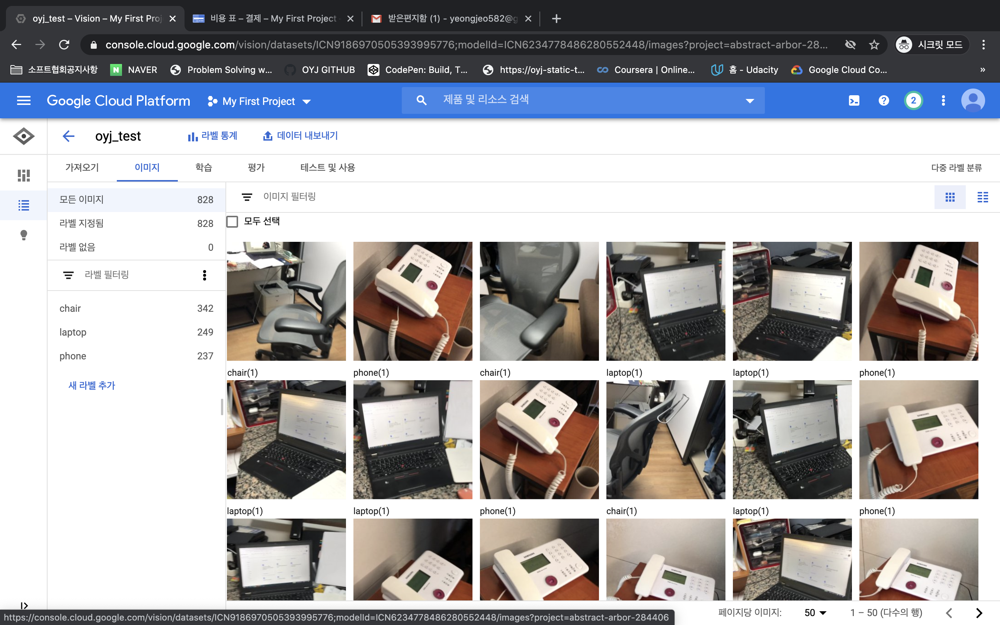 oyj_test – Vision – My First Proj
비용 표 – 결제 – My First Project
받은편지함 (1) - yeongjeo582@g
console.cloud.google.com/vision/datasets/ICN9186970505393995776;modelId=ICN6234778486280552448/images?project=abstract-arbor-28...
시크릿 모드
소프트협회공지사항
N NAVER
Problem Solving w...
OYJ GITHUB
CodePen: Build, T...
https://oyj-static-t...
Coursera | Online...
홈 - Udacity
Google Cloud Co...
»
Google Cloud Platform
My First Project
제품 및 리소스 검색
2
oyj_test
라벨 통계
데이터 내보내기
가져오기
이미지
학습
평가
테스트 및 사용
다중 라벨 분류
모든 이미지 828
라벨 지정됨 828
라벨 없음 0
라벨 필터링
chair 342
laptop 249
phone 237
새 라벨 추가
이미지 필터링
모두 선택
chair(1)
phone(1)
chair(1)
laptop(1)
laptop(1)
phone(1)
laptop(1)
laptop(1)
phone(1)
chair(1)
laptop(1)
phone(1)
페이지당 이미지:
50
1 – 50 (다수의 행)
https://console.cloud.google.com/vision/datasets/ICN9186970505393995776;modelId=ICN6234778486280552448/images?project=abstract-arbor-284406